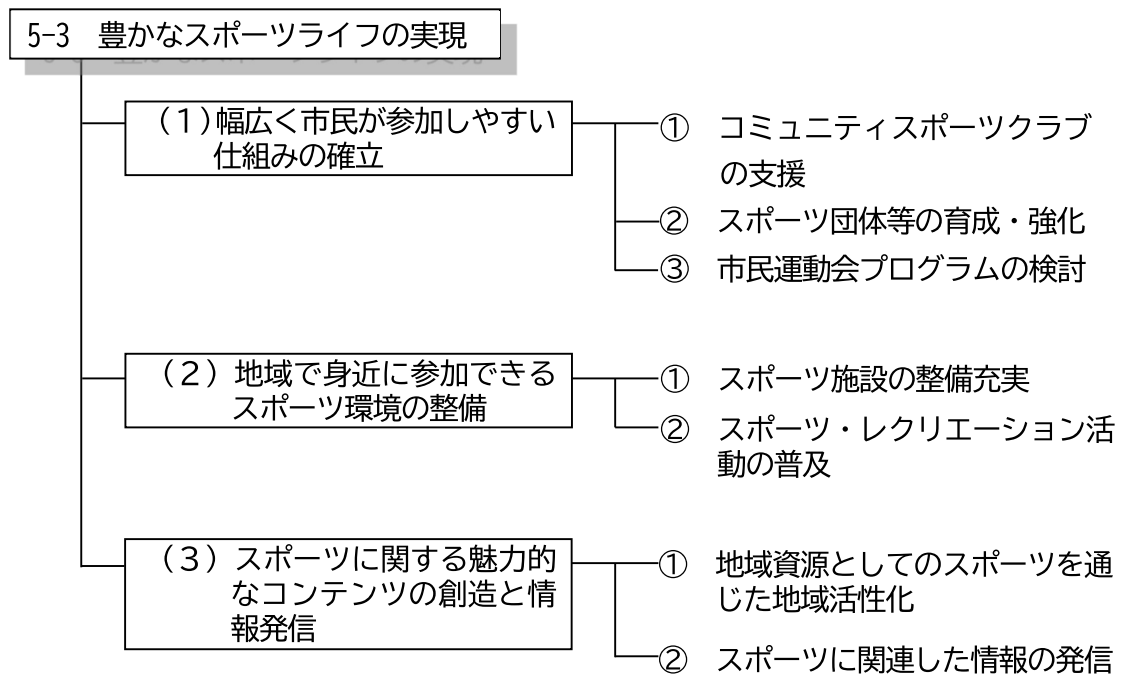 5-3　豊かなスポーツライフの実現
（１）幅広く市民が参加しやすい
仕組みの確立
①　コミュニティスポーツクラブ
の支援
②　スポーツ団体等の育成・強化
③　市民運動会プログラムの検討
（２）地域で身近に参加できる
スポーツ環境の整備
①　スポーツ施設の整備充実
②　スポーツ・レクリエーション活
動の普及
（３）スポーツに関する魅力的
なコンテンツの創造と情
報発信
①　地域資源としてのスポーツを通
じた地域活性化
②　スポーツに関連した情報の発信